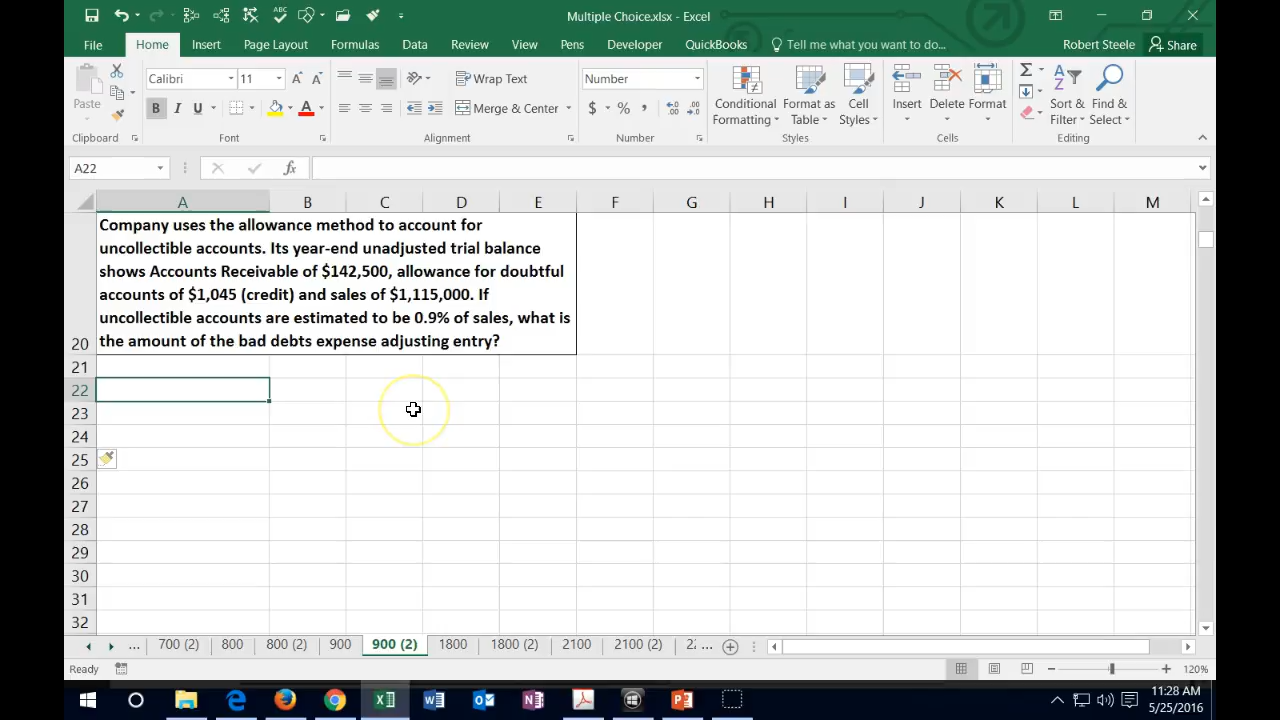 Multiple Choice.xlsx - Excel
File Home Insert Page Layout Formulas Data Review View Pens Developer QuickBooks Tell me what you want to do... Robert Steele Share
Paste
Calibri 11
B I U
Wrap Text
Merge & Center
Number
$ % ,
Conditional Formatting
Format as Table
Cell Styles
Insert Delete Format
Sort & Filter
Find & Select
Clipboard Font Alignment Number Styles Cells Editing
A22 fx
A B C D E F G H I J K L M
Company uses the allowance method to account for
uncollectible accounts. Its year-end unadjusted trial balance
shows Accounts Receivable of $142,500, allowance for doubtful
accounts of $1,045 (credit) and sales of $1,115,000. If
uncollectible accounts are estimated to be 0.9% of sales, what is
20 the amount of the bad debts expense adjusting entry?
21
22
23
24
25
26
27
28
29
30
31
32
... 700 (2) 800 800 (2) 900 900 (2) 1800 1800 (2) 2100 2100 (2) 2: ...
Ready 120%
11:28 AM
5/25/2016